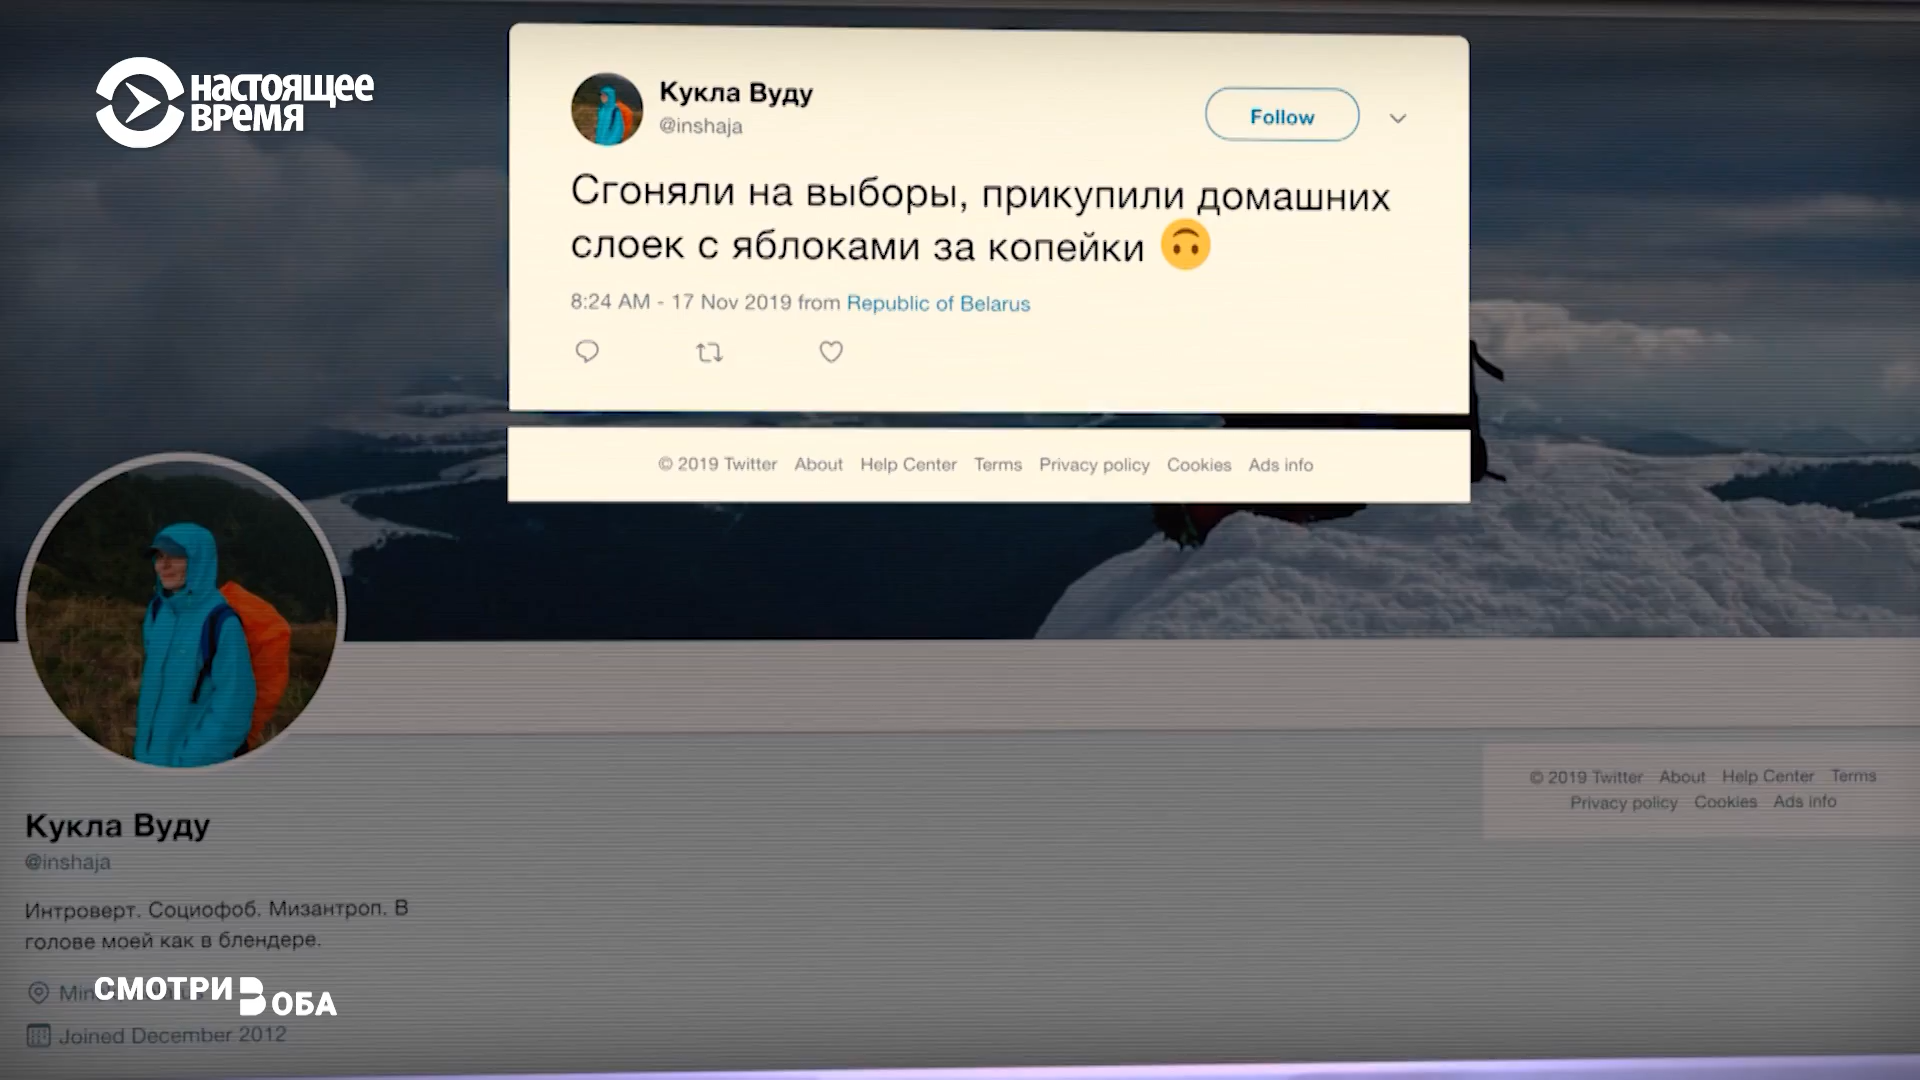 НАСТОЯЩЕЕ
ВРЕМЯ
Кукла Вуду
@inshaja
Follow
Сгоняли на выборы, прикупили домашних
слоек с яблоками за копейки
8:24 AM - 17 Nov 2019 from Republic of Belarus
© 2019 Twitter About Help Center Terms Privacy policy Cookies Ads info
© 2019 Twitter About Help Center Terms
Privacy policy Cookies Ads info
Кукла Вуду
@inshaja
Интроверт. Социофоб. Мизантроп. В
голове моей как в блендере.
СМОТРИ В ОБА
Joined December 2012